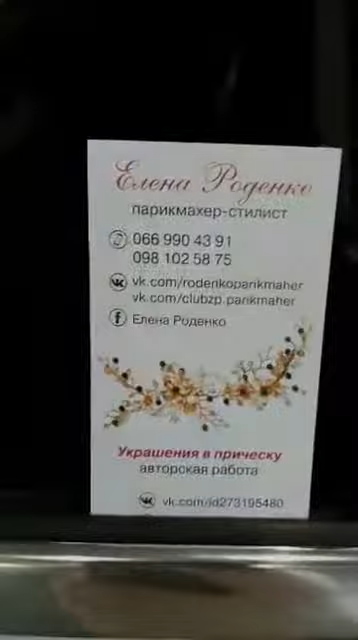 Елена Роденко
парикмахер-стилист
066 990 43 91
098 102 58 75
vk.com/rodenkoparikmaher
vk.com/clubzp.parikmaher
Елена Роденко
Украшения в прическу
авторская работа
vk.com/id273195480